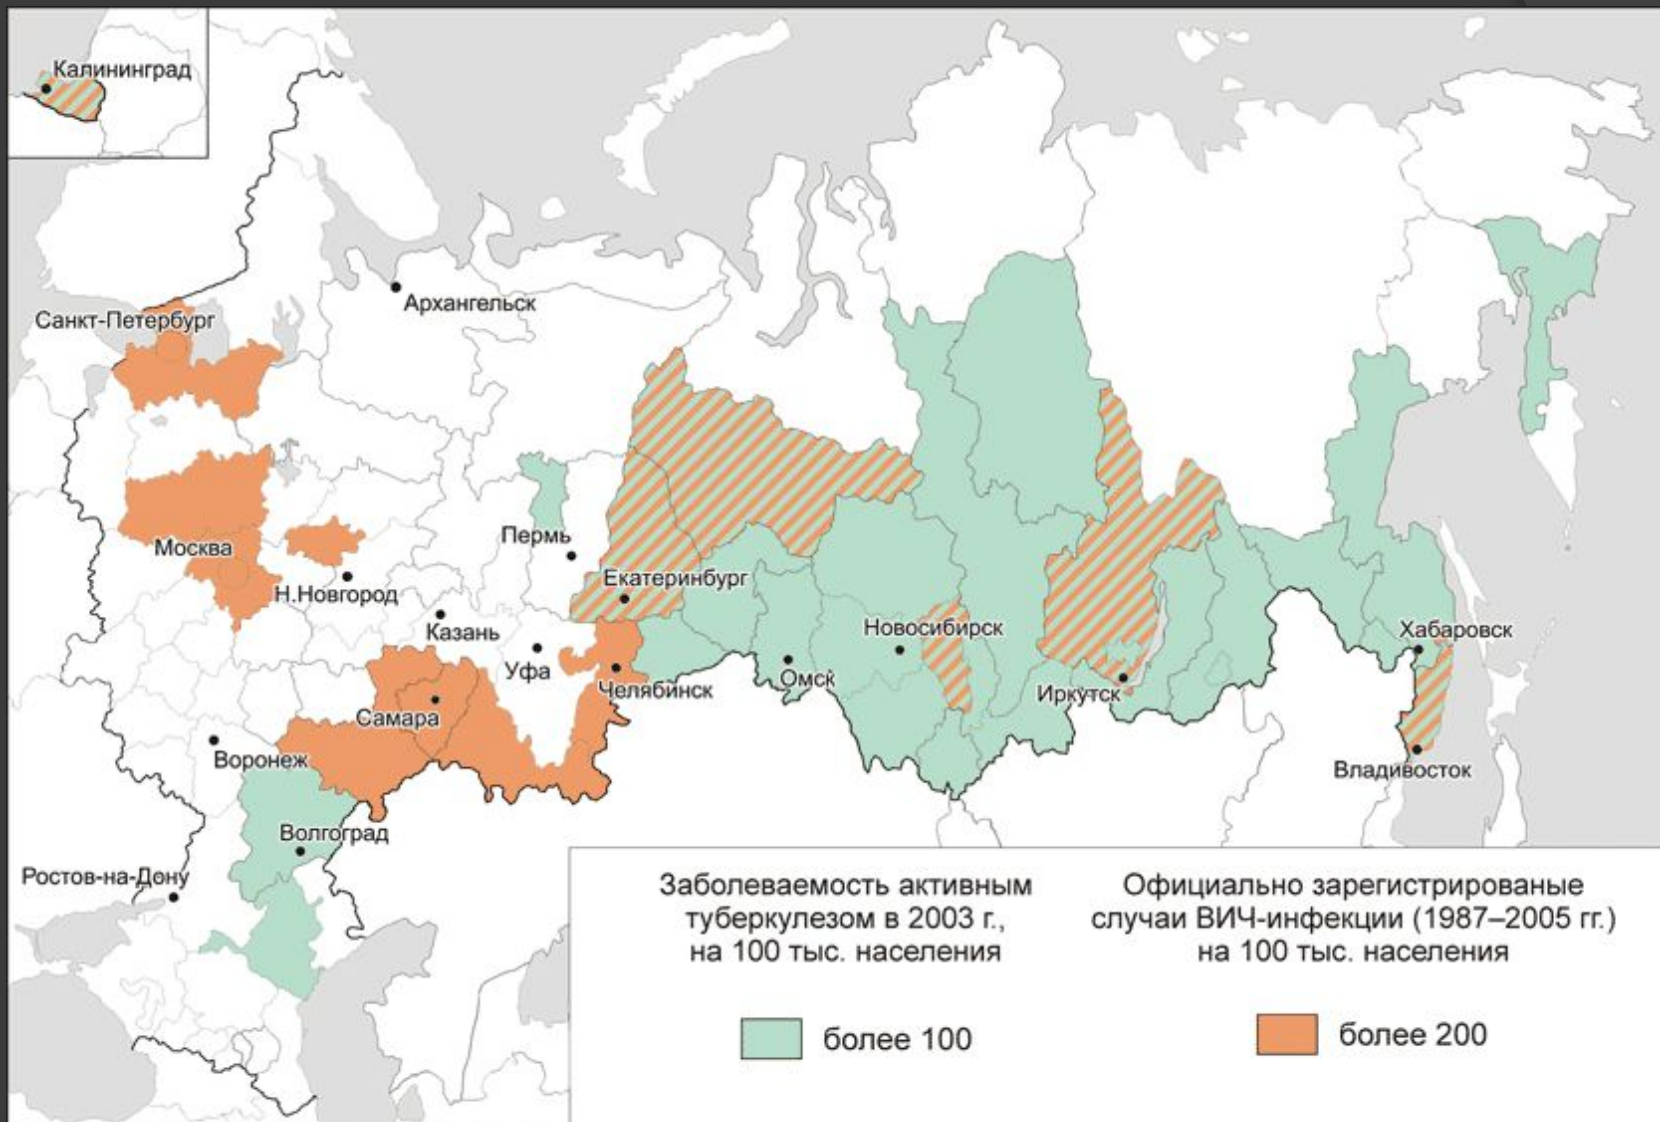 Калининград
Архангельск
Санкт-Петербург
Москва
Н.Новгород
Пермь
Екатеринбург
Казань
Уфа
Челябинск
Самара
Воронеж
Волгоград
Ростов-на-Дону
Омск
Новосибирск
Иркутск
Хабаровск
Владивосток
Заболеваемость активным
туберкулезом в 2003 г.,
на 100 тыс. населения
более 100
Официально зарегистрированые
случаи ВИЧ-инфекции (1987–2005 гг.)
на 100 тыс. населения
более 200